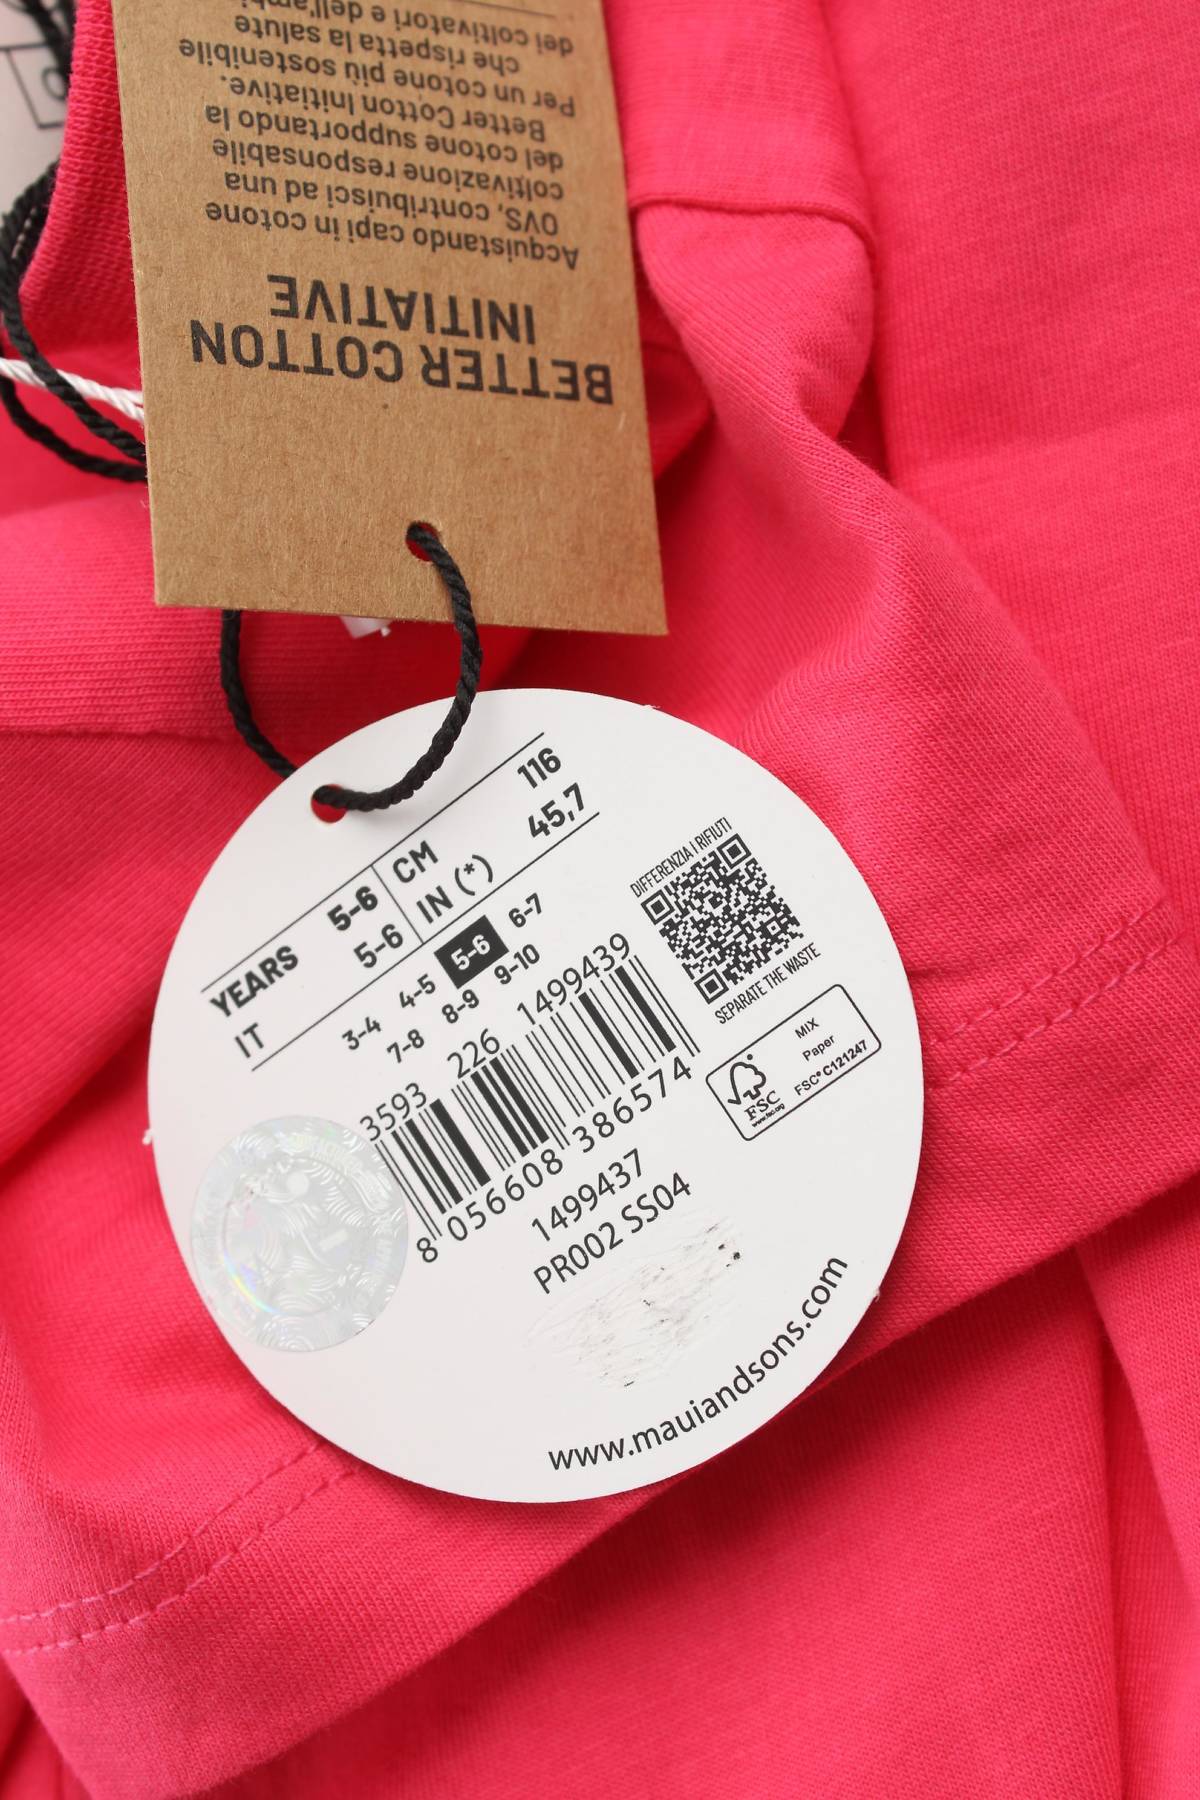 BETTER COTTON
INITIATIVE
Acquistando capi in cotone
OVS, contribuisci ad una
coltivazione responsabile
del cotone supportando la
Better Cotton Initiative.
Per un cotone più sostenibile
che rispetta la salute
dei coltivatori e
YEARS 5-6 CM 116
IT 5-6 IN (*) 45,7
3-4 4-5 5-6 6-7
7-8 8-9 9-10
3593 226 1499439
8 056608 386574
1499437
PR002 SS04
DIFFERENZIA I RIFIUTI
SEPARATE THE WASTE
FSC
www.fsc.org
MIX
Paper
FSC® C121247
www.mauiandsons.com